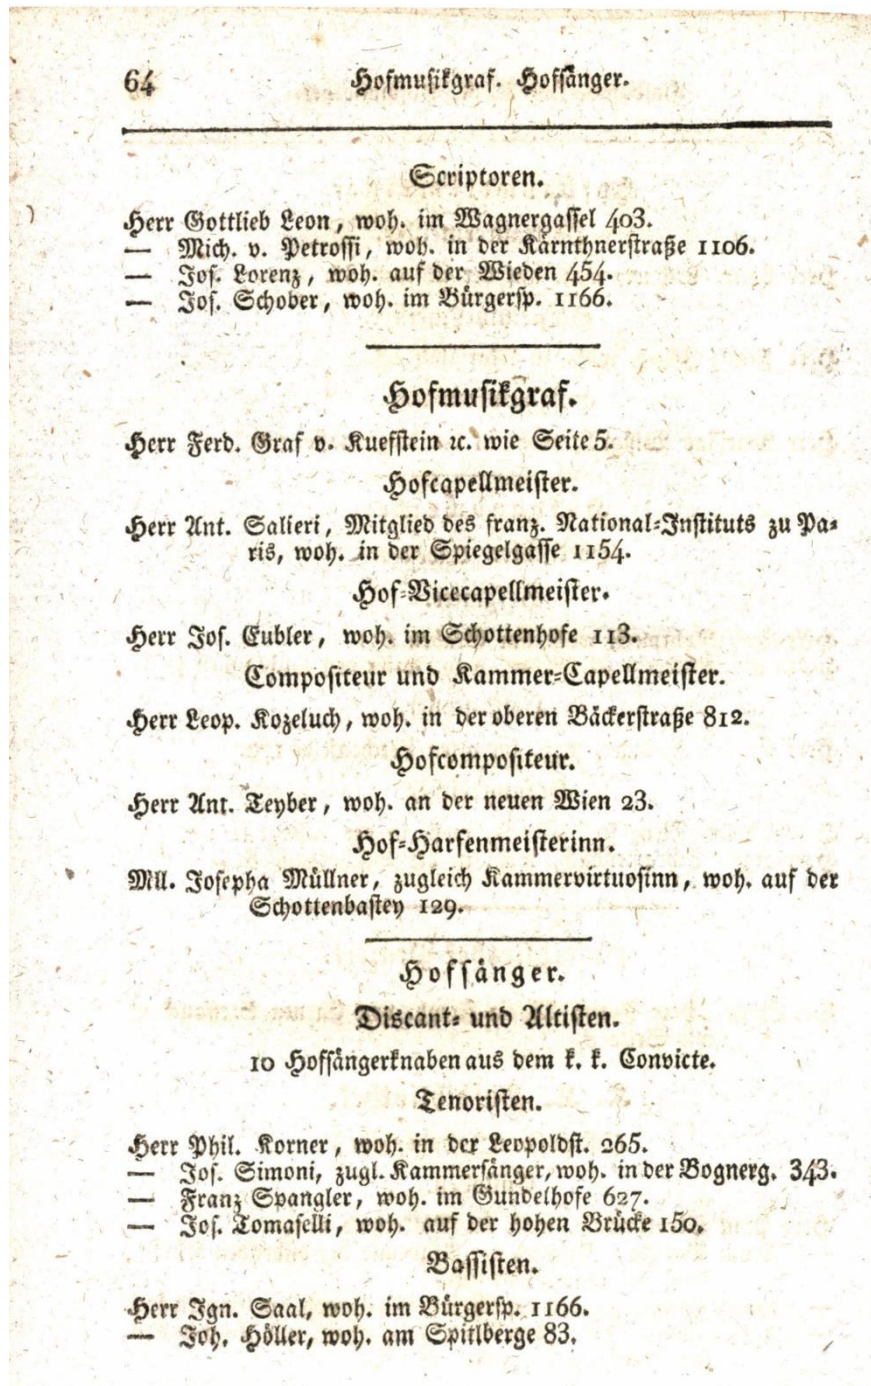 64 Hofmusikgraf. Hofsänger.
Scriptoren.
Herr Gottlieb Leon, woh. im Wagnergassel 403.
— Mich. v. Petrossi, woh. in der Kärnthnerstraße 1106.
— Jos. Lorenz, woh. auf der Wieden 454.
— Jos. Schober, woh. im Bürgersp. 1166.
Hofmusikgraf.
Herr Ferd. Graf v. Kuefstein ꝛc. wie Seite 5.
Hofcapellmeister.
Herr Ant. Salieri, Mitglied des franz. National-Instituts zu Pa-
ris, woh. in der Spiegelgasse 1154.
Hof-Vicecapellmeister.
Herr Jos. Eubler, woh. im Schottenhofe 113.
Compositeur und Kammer-Capellmeister.
Herr Leop. Kozeluch, woh. in der oberen Bäckerstraße 812.
Hofcompositeur.
Herr Ant. Teyber, woh. an der neuen Wien 23.
Hof-Harfenmeisterinn.
Mll. Josepha Müllner, zugleich Kammervirtuosinn, woh. auf der
Schottenbastey 129.
Hofsänger.
Discant- und Altisten.
10 Hofsängerknaben aus dem k. k. Convicte.
Tenoristen.
Herr Phil. Korner, woh. in der Leopoldst. 265.
— Jos. Simoni, zugl. Kammersänger, woh. in der Bognerg. 343.
— Franz Spangler, woh. im Gundelhofe 627.
— Jos. Tomaselli, woh. auf der hohen Brücke 150.
Bassisten.
Herr Ign. Saal, woh. im Bürgersp. 1166.
— Joh. Höller, woh. am Spitlberge 83.